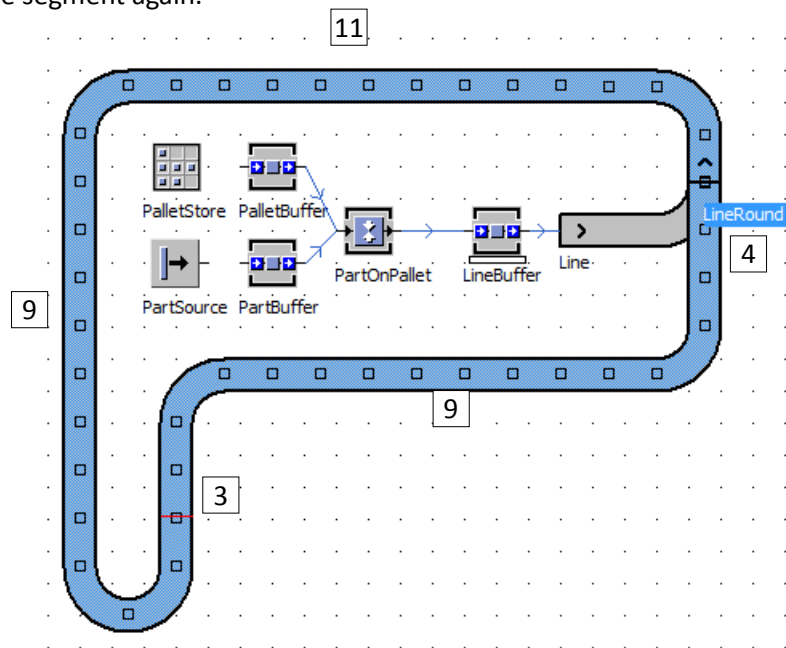 e segment again.
11
PalletStore PalletBuffer
LineRound
4
PartOnPallet LineBuffer Line
9
PartSource PartBuffer
9
3